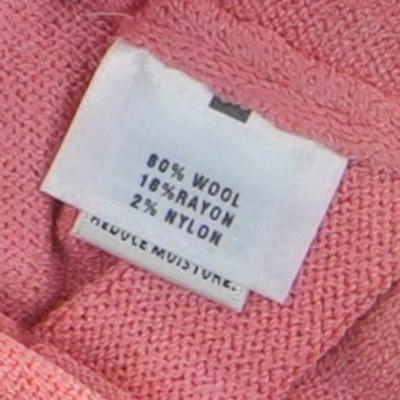 80% WOOL
18%RAYON
2% NYLON
REDUCE MOISTURE.